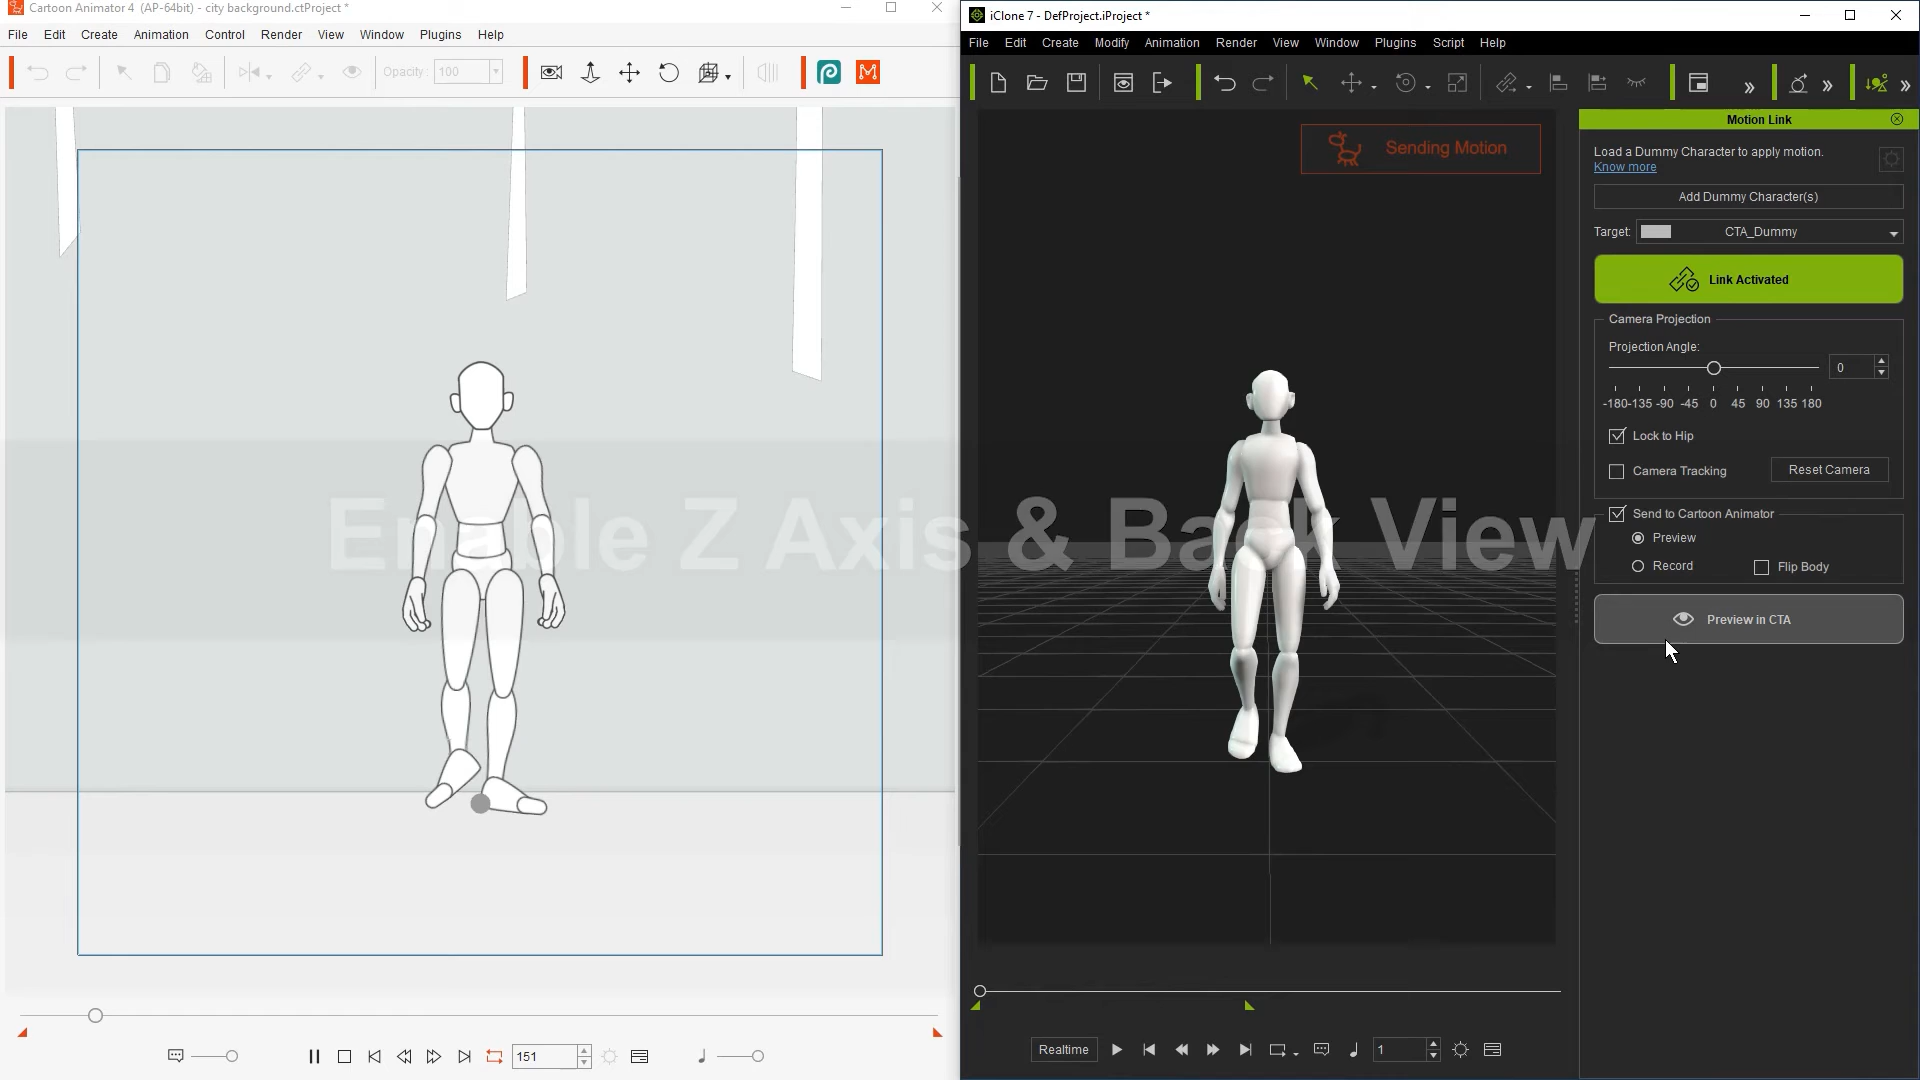 Cartoon Animator 4 (AP-64bit) - city background.ctProject *
File Edit Create Animation Control Render View Window Plugins Help
Opacity: 100
151
iClone 7 - DefProject.iProject *
File Edit Create Modify Animation Render View Window Plugins Script Help
Sending Motion
Motion Link
Load a Dummy Character to apply motion.
Know more
Add Dummy Character(s)
Target: CTA_Dummy
Link Activated
Camera Projection
Projection Angle:
0
-180 -135 -90 -45 0 45 90 135 180
Lock to Hip
Camera Tracking Reset Camera
Send to Cartoon Animator
Preview
Record Flip Body
Preview in CTA
Enable Z Axis & Back View
Realtime 1